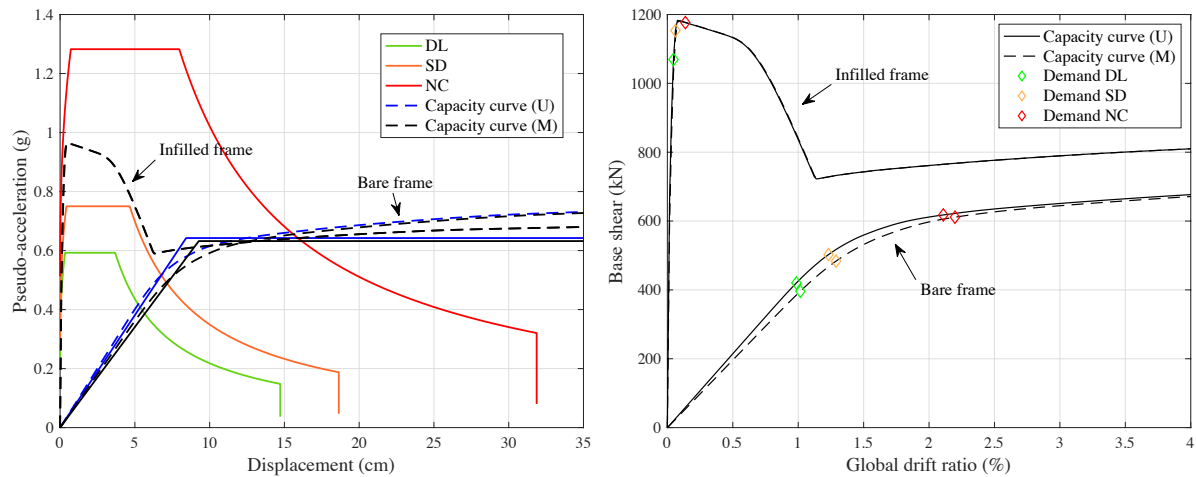 1.4
1.2
1
0.8
0.6
0.4
0.2
0
0
5
10
15
20
25
30
35
Pseudo-acceleration (g)
Displacement (cm)
DL
SD
NC
Capacity curve (U)
Capacity curve (M)
Infilled frame
Bare frame
1200
1000
800
600
400
200
0
0
0.5
1
1.5
2
2.5
3
3.5
4
Base shear (kN)
Global drift ratio (%)
Capacity curve (U)
Capacity curve (M)
Demand DL
Demand SD
Demand NC
Infilled frame
Bare frame